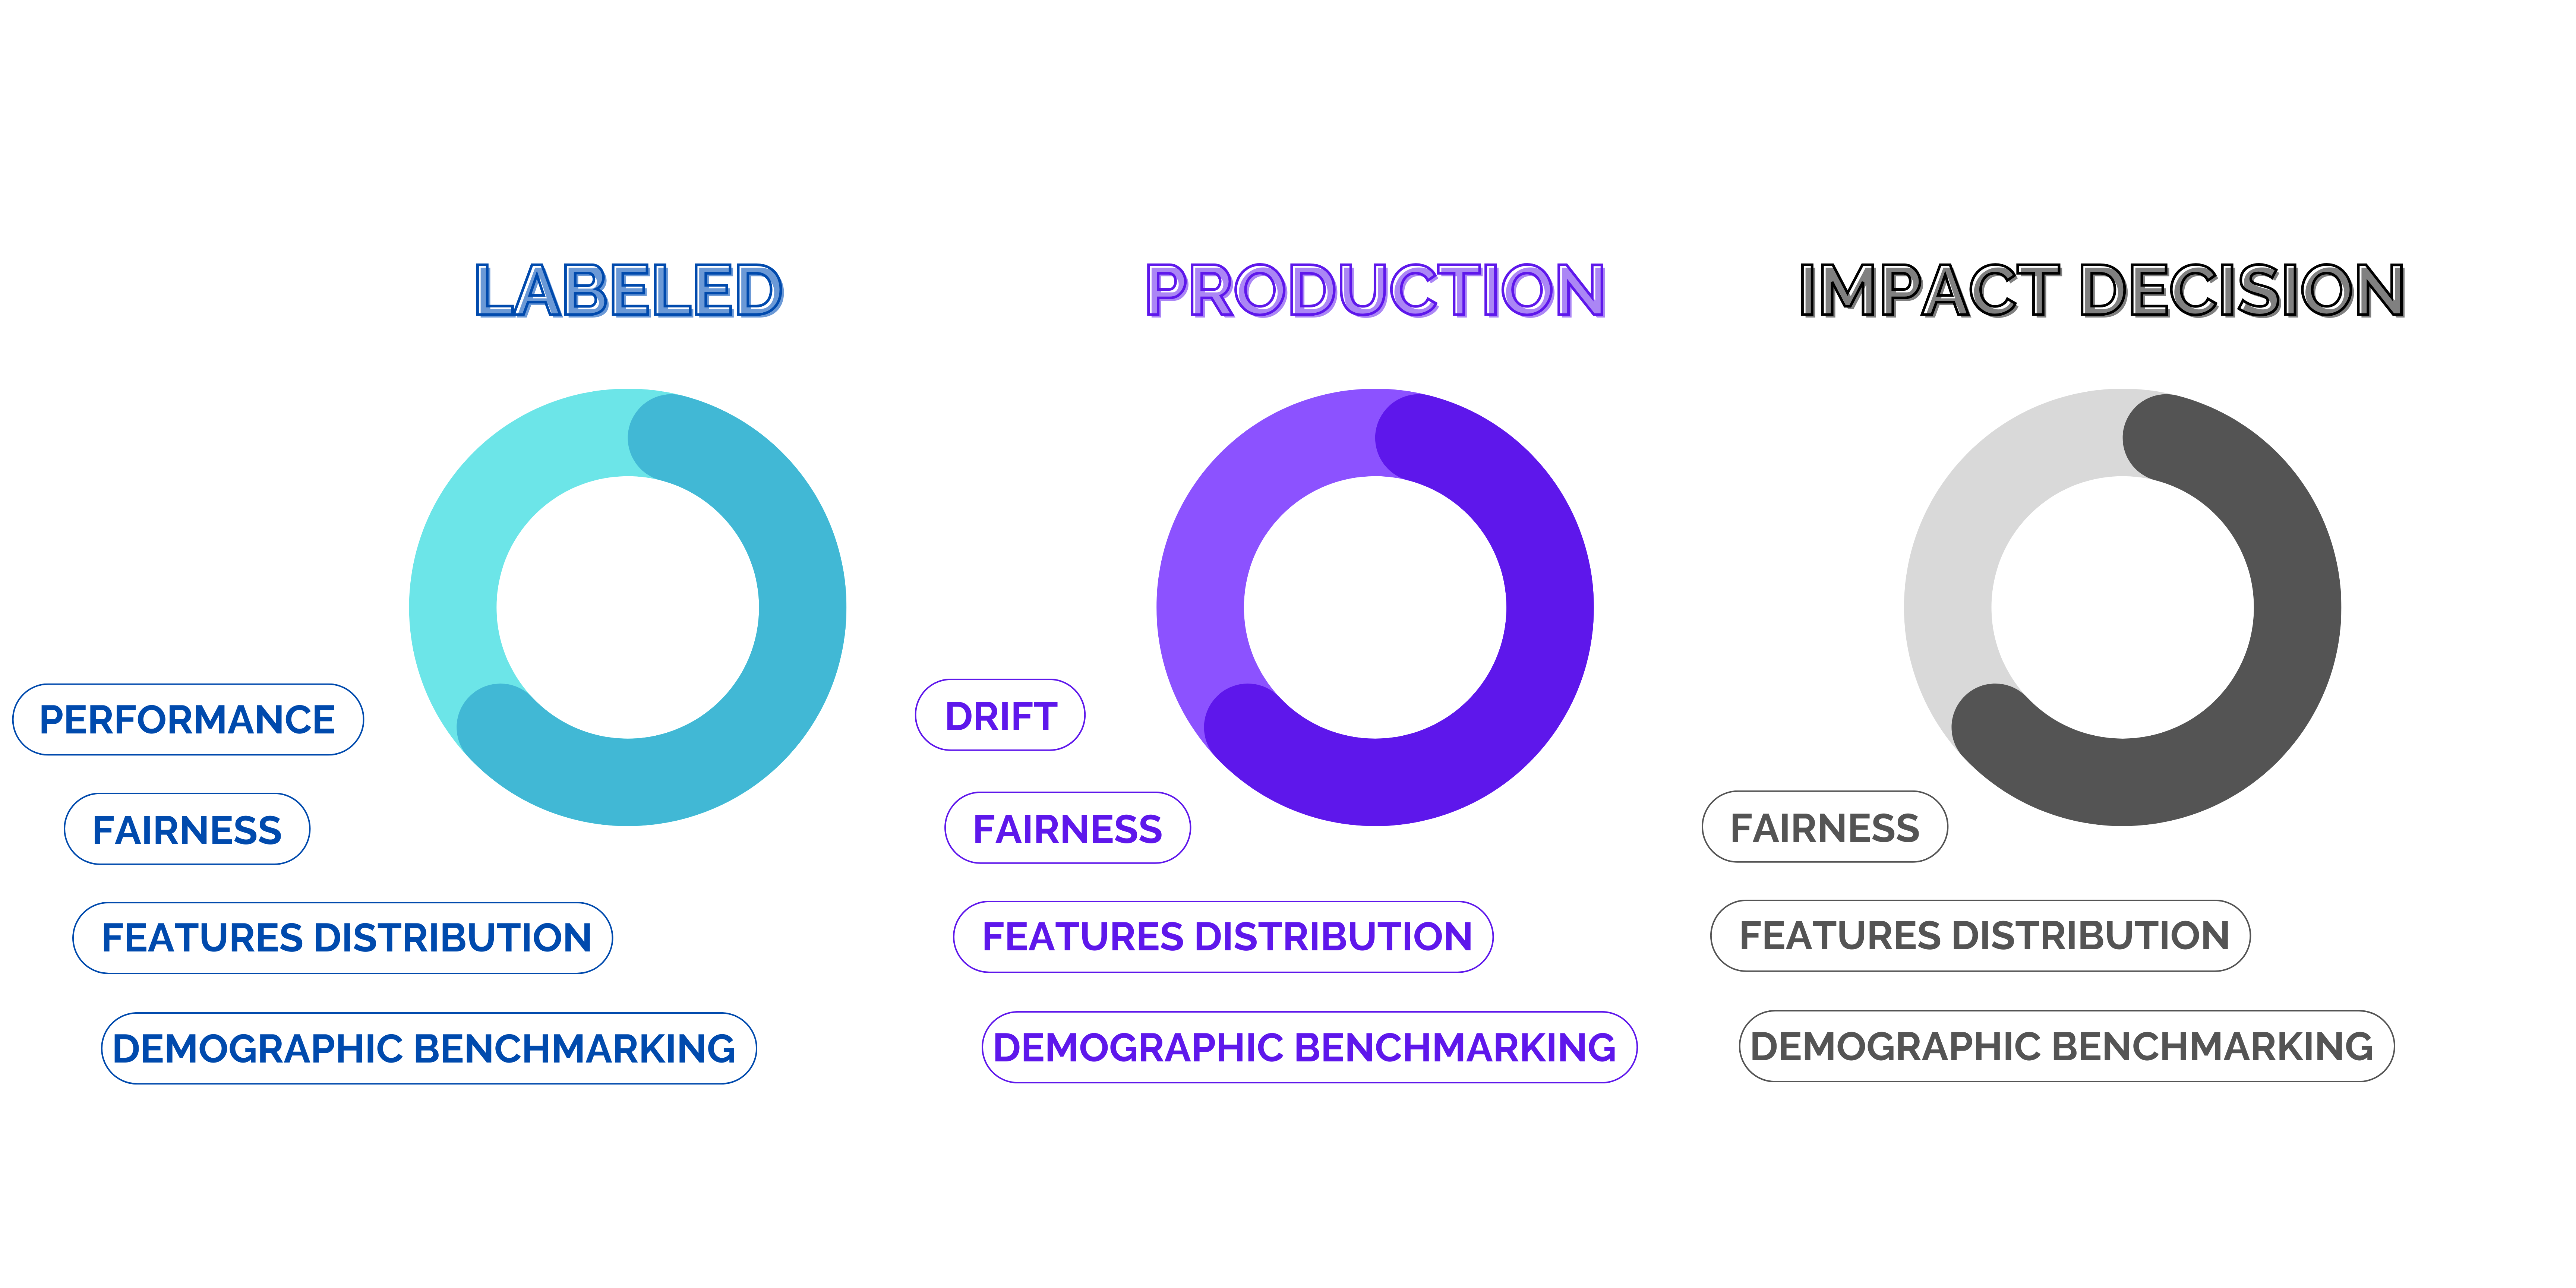 LABELED
PERFORMANCE
FAIRNESS
FEATURES DISTRIBUTION
DEMOGRAPHIC BENCHMARKING
PRODUCTION
DRIFT
FAIRNESS
FEATURES DISTRIBUTION
DEMOGRAPHIC BENCHMARKING
IMPACT DECISION
FAIRNESS
FEATURES DISTRIBUTION
DEMOGRAPHIC BENCHMARKING